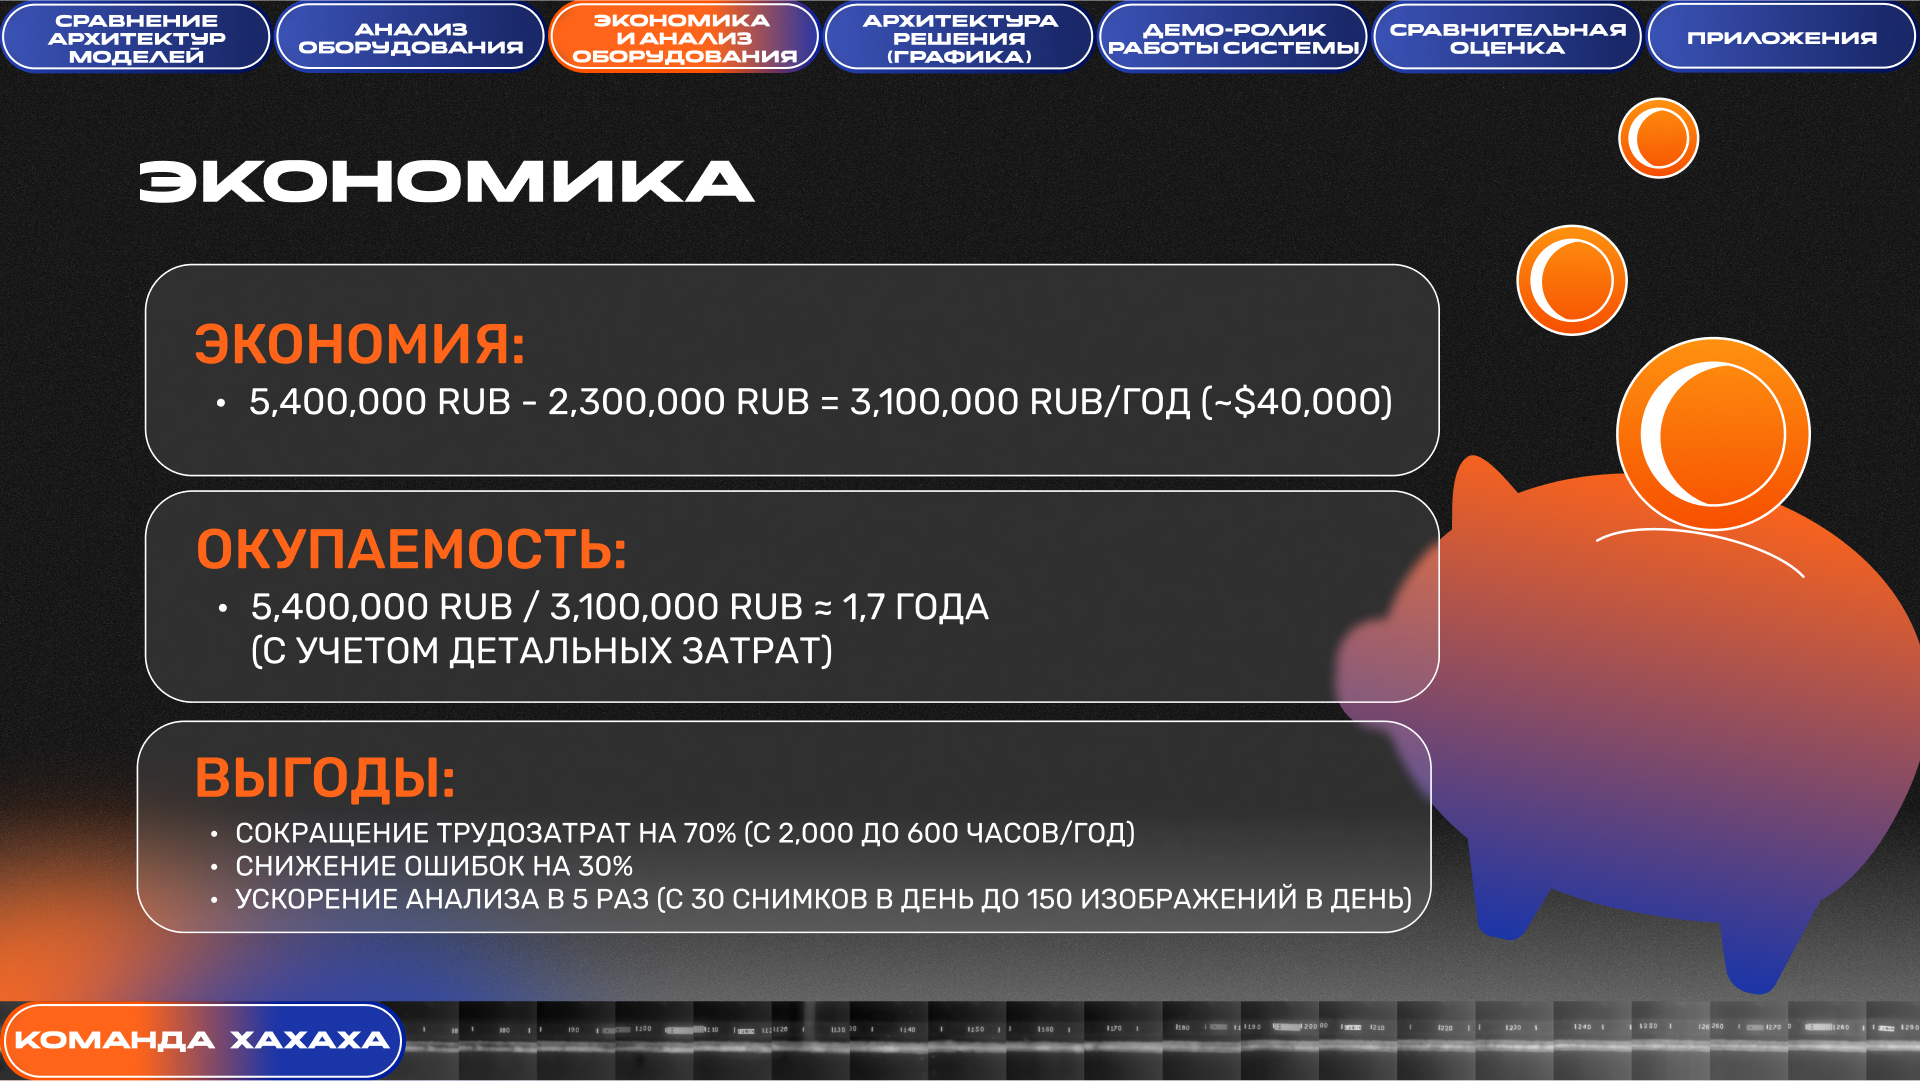 СРАВНЕНИЕ
АРХИТЕКТУР
МОДЕЛЕЙ
АНАЛИЗ
ОБОРУДОВАНИЯ
ЭКОНОМИКА
И АНАЛИЗ
ОБОРУДОВАНИЯ
АРХИТЕКТУРА
РЕШЕНИЯ
(ГРАФИКА)
ДЕМО-РОЛИК
РАБОТЫ СИСТЕМЫ
СРАВНИТЕЛЬНАЯ
ОЦЕНКА
ПРИЛОЖЕНИЯ
ЭКОНОМИКА
ЭКОНОМИЯ:
• 5,400,000 RUB - 2,300,000 RUB = 3,100,000 RUB/ГОД (~$40,000)
ОКУПАЕМОСТЬ:
• 5,400,000 RUB / 3,100,000 RUB ≈ 1,7 ГОДА
(С УЧЕТОМ ДЕТАЛЬНЫХ ЗАТРАТ)
ВЫГОДЫ:
• СОКРАЩЕНИЕ ТРУДОЗАТРАТ НА 70% (С 2,000 ДО 600 ЧАСОВ/ГОД)
• СНИЖЕНИЕ ОШИБОК НА 30%
• УСКОРЕНИЕ АНАЛИЗА В 5 РАЗ (С 30 СНИМКОВ В ДЕНЬ ДО 150 ИЗОБРАЖЕНИЙ В ДЕНЬ)
КОМАНДА ХАХАХА